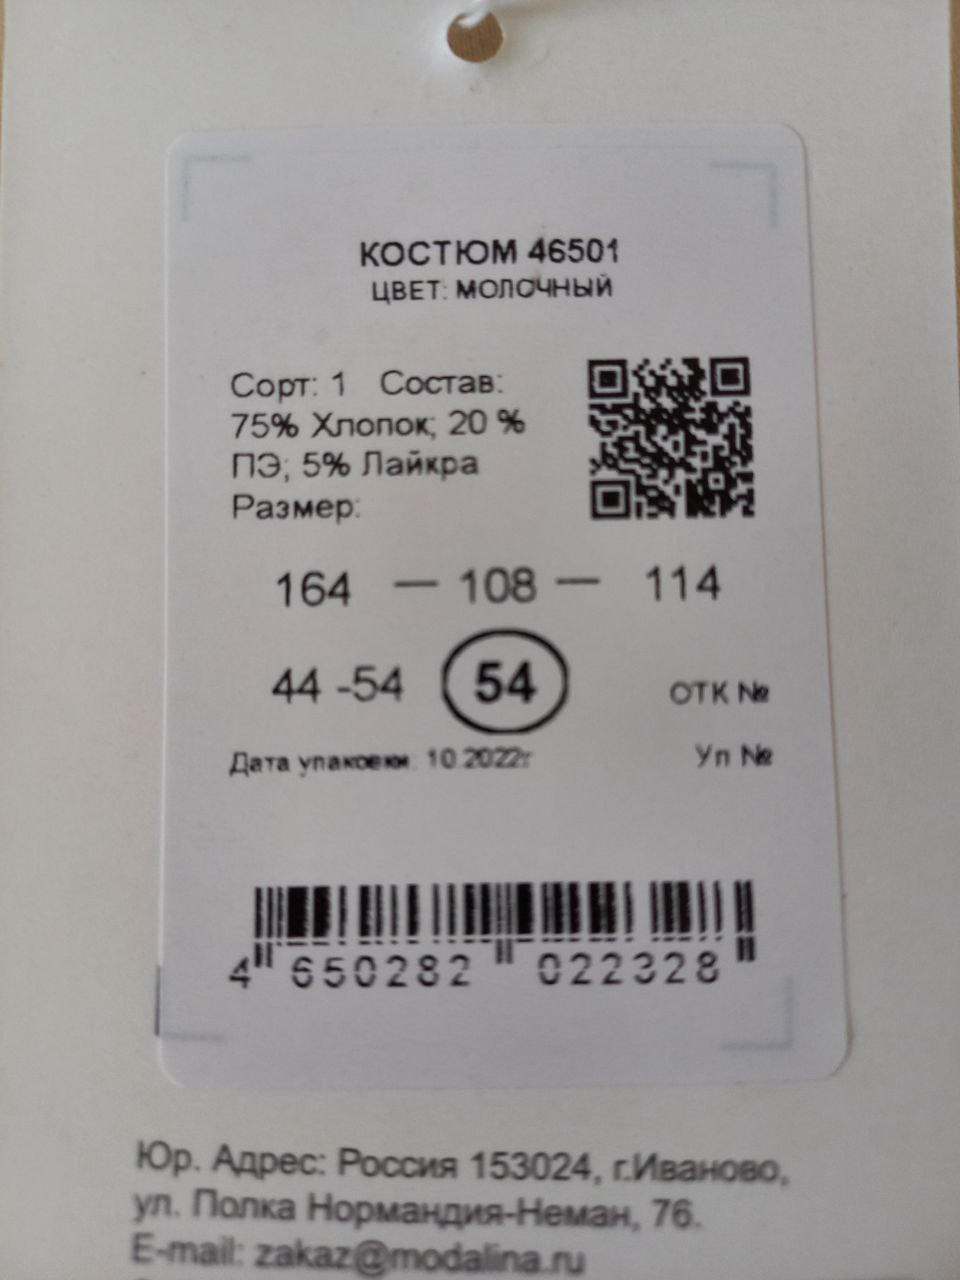 КОСТЮМ 46501
ЦВЕТ: МОЛОЧНЫЙ
Сорт: 1 Состав:
75% Хлопок; 20 %
ПЭ; 5% Лайкра
Размер:
164 — 108 — 114
44 -54 54 ОТК №
Дата упаковки: 10.2022г Уп №
4 650282 022328
Юр. Адрес: Россия 153024, г.Иваново,
ул. Полка Нормандия-Неман, 76.
E-mail: zakaz@modalina.ru